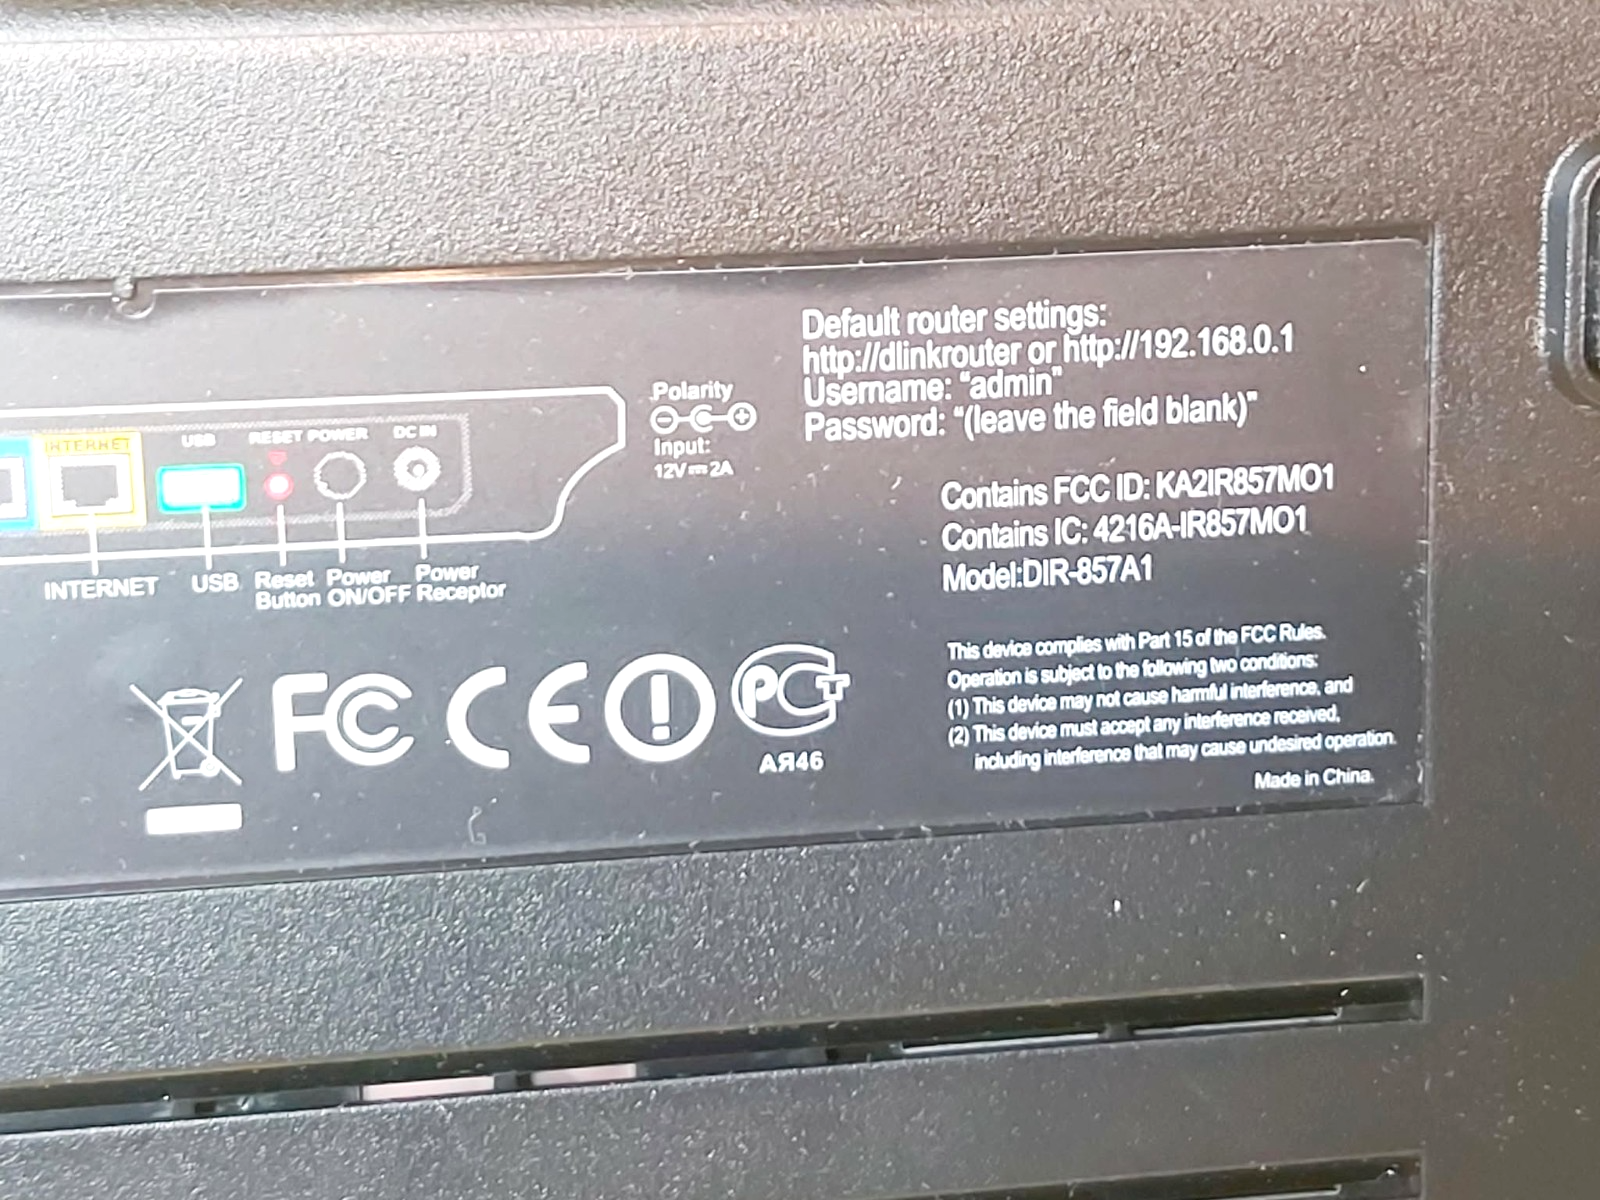 Default router settings:
http://dlinkrouter or http://192.168.0.1
Username: “admin”
Password: “(leave the field blank)”
Polarity
Input:
12V⎓2A
INTERNET
USB
RESET POWER
DC IN
INTERNET
USB
Reset
Button
Power
ON/OFF
Power
Receptor
Contains FCC ID: KA2IR857MO1
Contains IC: 4216A-IR857MO1
Model:DIR-857A1
FC CE
РСТ
АЯ46
This device complies with Part 15 of the FCC Rules.
Operation is subject to the following two conditions:
(1) This device may not cause harmful interference, and
(2) This device must accept any interference received,
including interference that may cause undesired operation.
Made in China.